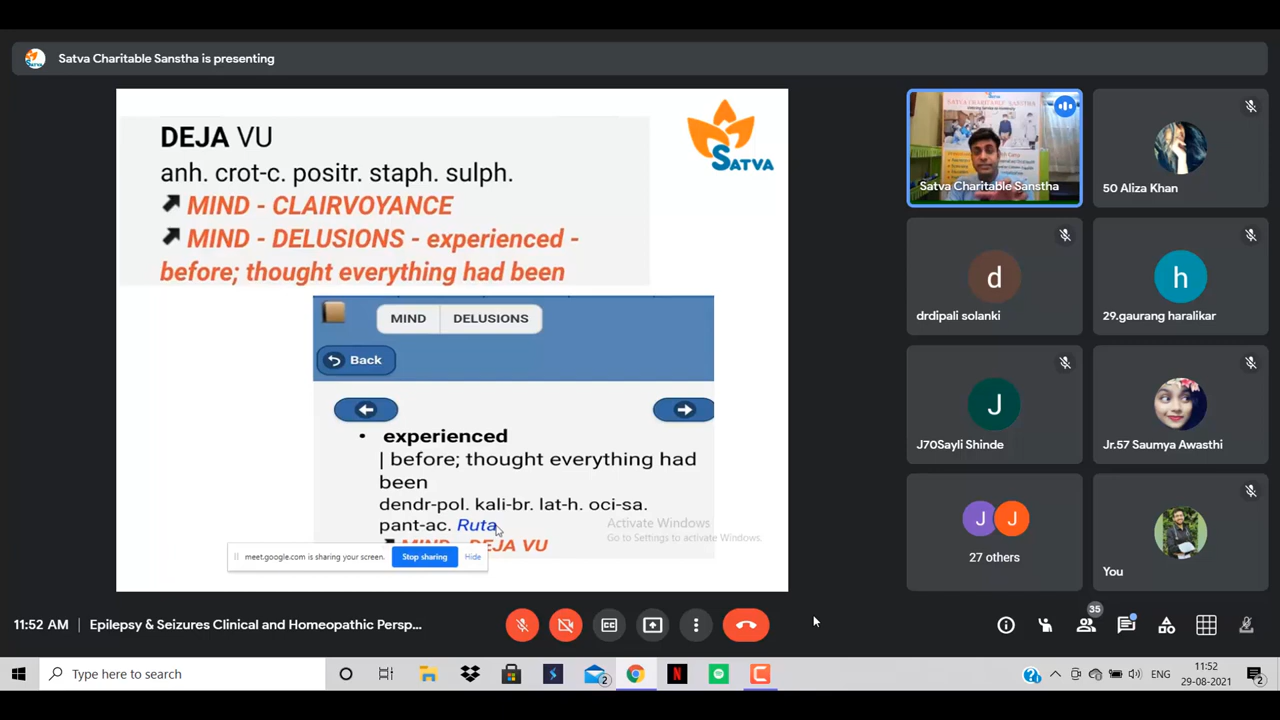 Satva Charitable Sanstha is presenting
DEJA VU
anh. crot-c. positr. staph. sulph.
MIND - CLAIRVOYANCE
MIND - DELUSIONS - experienced -
before; thought everything had been
SATVA
MIND DELUSIONS
Back
• experienced
| before; thought everything had
been
dendr-pol. kali-br. lat-h. oci-sa.
pant-ac. Ruta
DEJA VU
Activate Windows
Go to Settings to activate Windows.
meet.google.com is sharing your screen. Stop sharing Hide
SATVA CHARITABLE SANSTHA
Satva Charitable Sanstha
50 Aliza Khan
d
drdipali solanki
h
29.gaurang haralikar
J
J70Sayli Shinde
Jr.57 Saumya Awasthi
J J
27 others
You
11:52 AM Epilepsy & Seizures Clinical and Homeopathic Persp...
35
Type here to search
2
ENG
11:52
29-08-2021
2